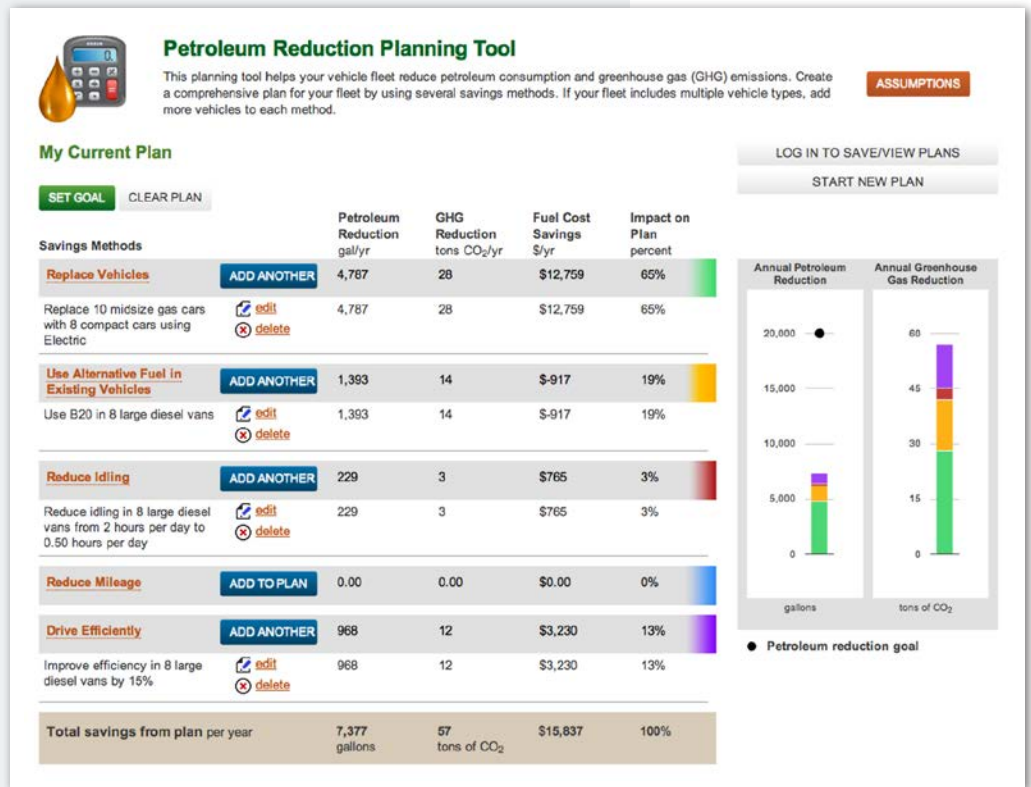 0.
Petroleum Reduction Planning Tool
This planning tool helps your vehicle fleet reduce petroleum consumption and greenhouse gas (GHG) emissions. Create
a comprehensive plan for your fleet by using several savings methods. If your fleet includes multiple vehicle types, add
more vehicles to each method.
ASSUMPTIONS
My Current Plan
LOG IN TO SAVE/VIEW PLANS
START NEW PLAN
SET GOAL CLEAR PLAN
Savings Methods
Petroleum
Reduction
gal/yr
GHG
Reduction
tons CO₂/yr
Fuel Cost
Savings
$/yr
Impact on
Plan
percent
Replace Vehicles ADD ANOTHER 4,787 28 $12,759 65%
Replace 10 midsize gas cars
with 8 compact cars using
Electric
edit
delete
4,787 28 $12,759 65%
Use Alternative Fuel in
Existing Vehicles
ADD ANOTHER 1,393 14 $-917 19%
Use B20 in 8 large diesel vans
edit
delete
1,393 14 $-917 19%
Reduce Idling ADD ANOTHER 229 3 $765 3%
Reduce idling in 8 large diesel
vans from 2 hours per day to
0.50 hours per day
edit
delete
229 3 $765 3%
Reduce Mileage ADD TO PLAN 0.00 0.00 $0.00 0%
Drive Efficiently ADD ANOTHER 968 12 $3,230 13%
Improve efficiency in 8 large
diesel vans by 15%
edit
delete
968 12 $3,230 13%
Total savings from plan per year
7,377
gallons
57
tons of CO₂
$15,837
100%
Annual Petroleum
Reduction
20,000
15,000
10,000
5,000
0
gallons
Annual Greenhouse
Gas Reduction
60
45
30
15
0
tons of CO₂
Petroleum reduction goal